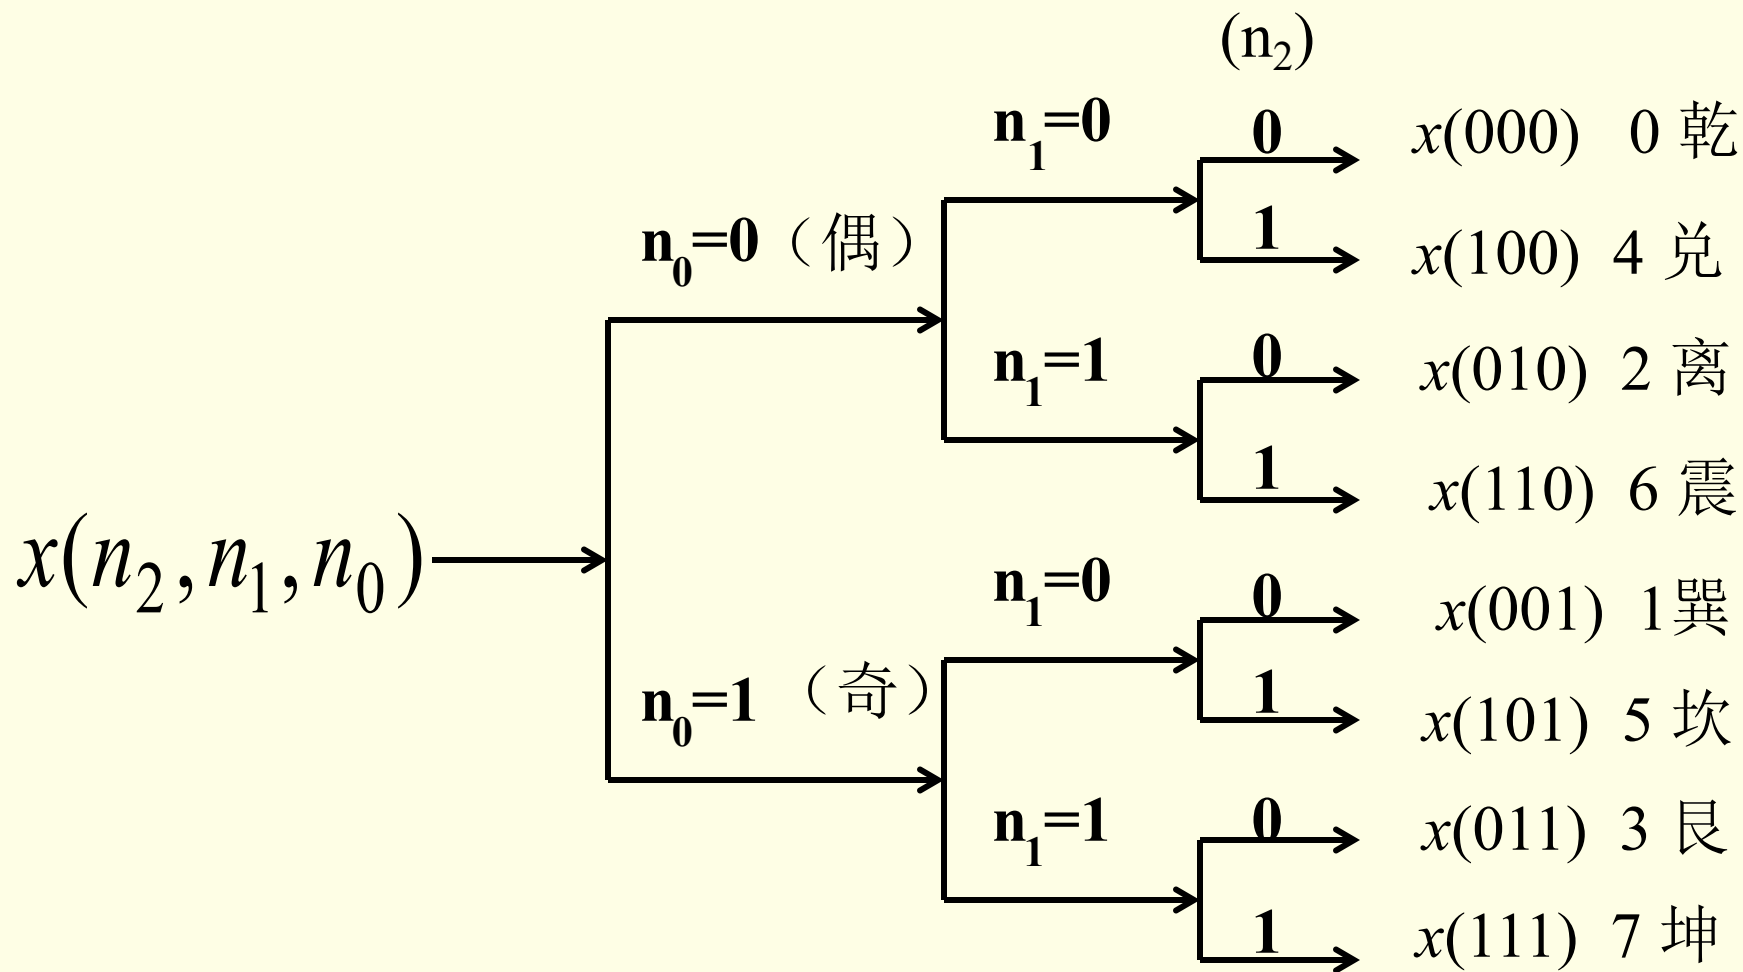 (n₂)
n₁=0
0 x(000) 0 乾
1 x(100) 4 兑
n₀=0（偶）
n₁=1
0 x(010) 2 离
1 x(110) 6 震
x(n₂,n₁,n₀)
n₁=0
0 x(001) 1巽
1 x(101) 5 坎
n₀=1（奇）
n₁=1
0 x(011) 3 艮
1 x(111) 7 坤